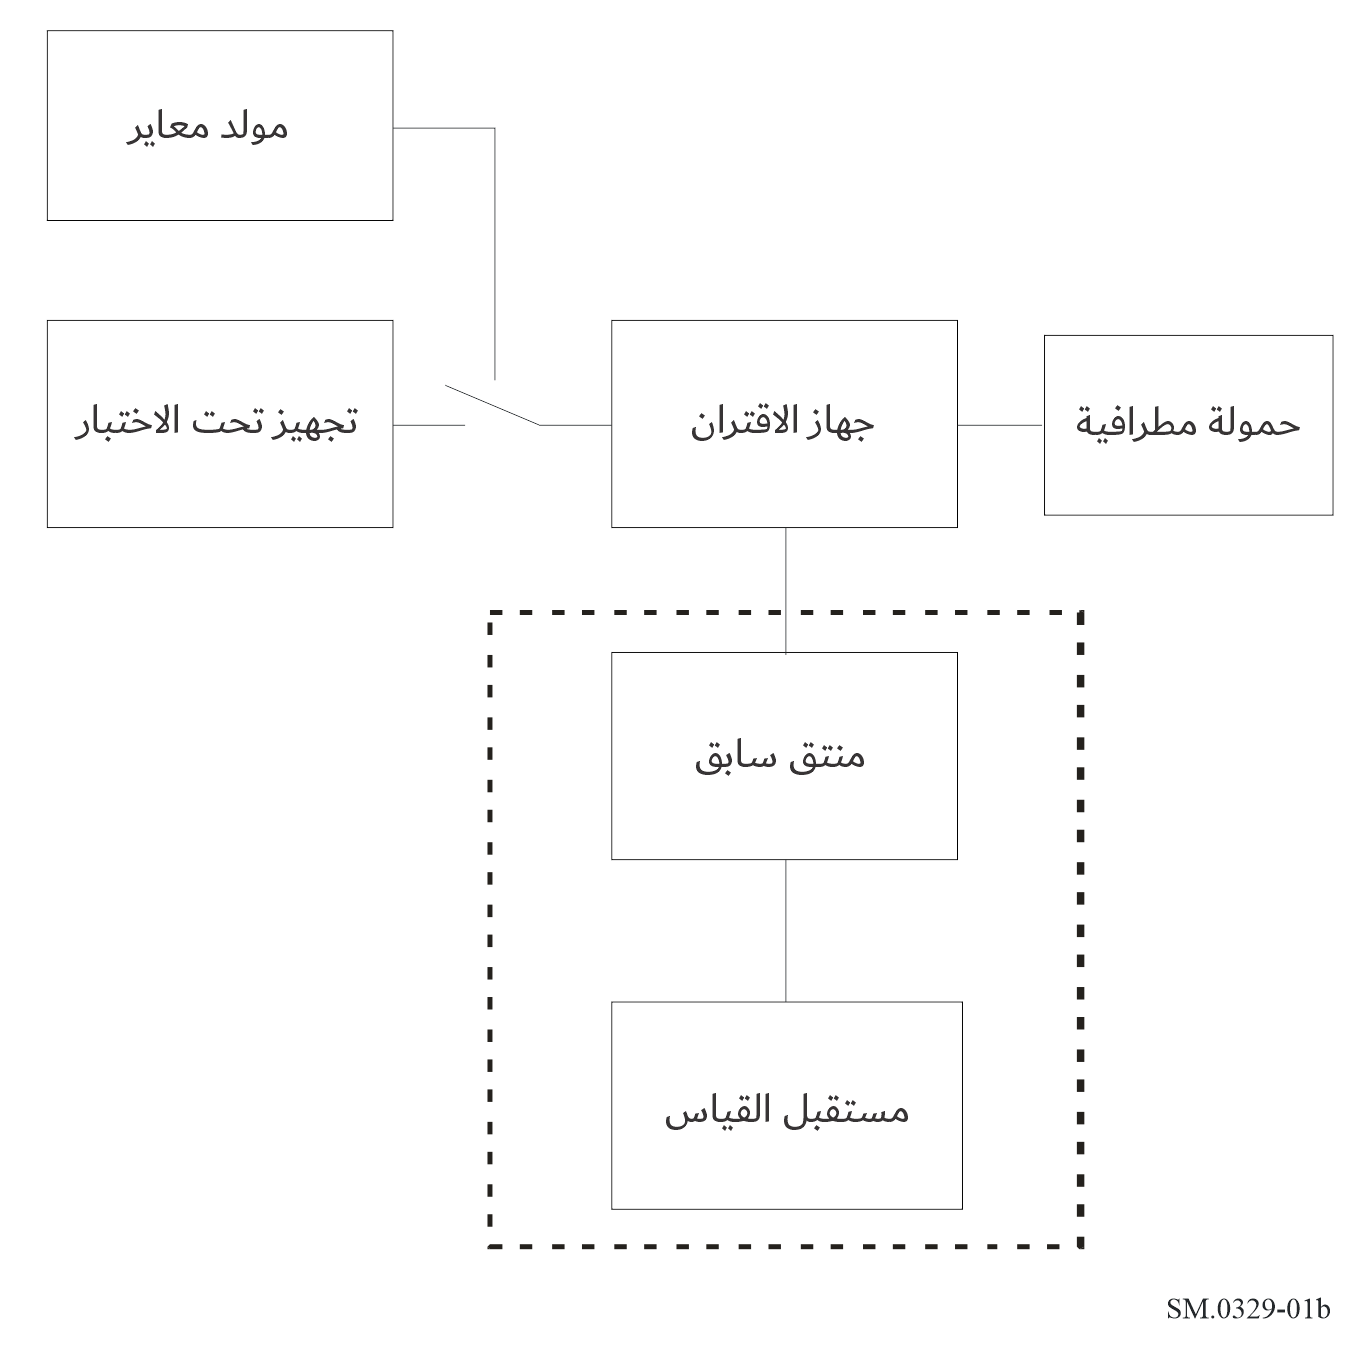 مولد معاير
تجهيز تحت الاختبار
جهاز الاقتران
حمولة مطرافية
منتق سابق
مستقبل القياس
SM.0329-01b